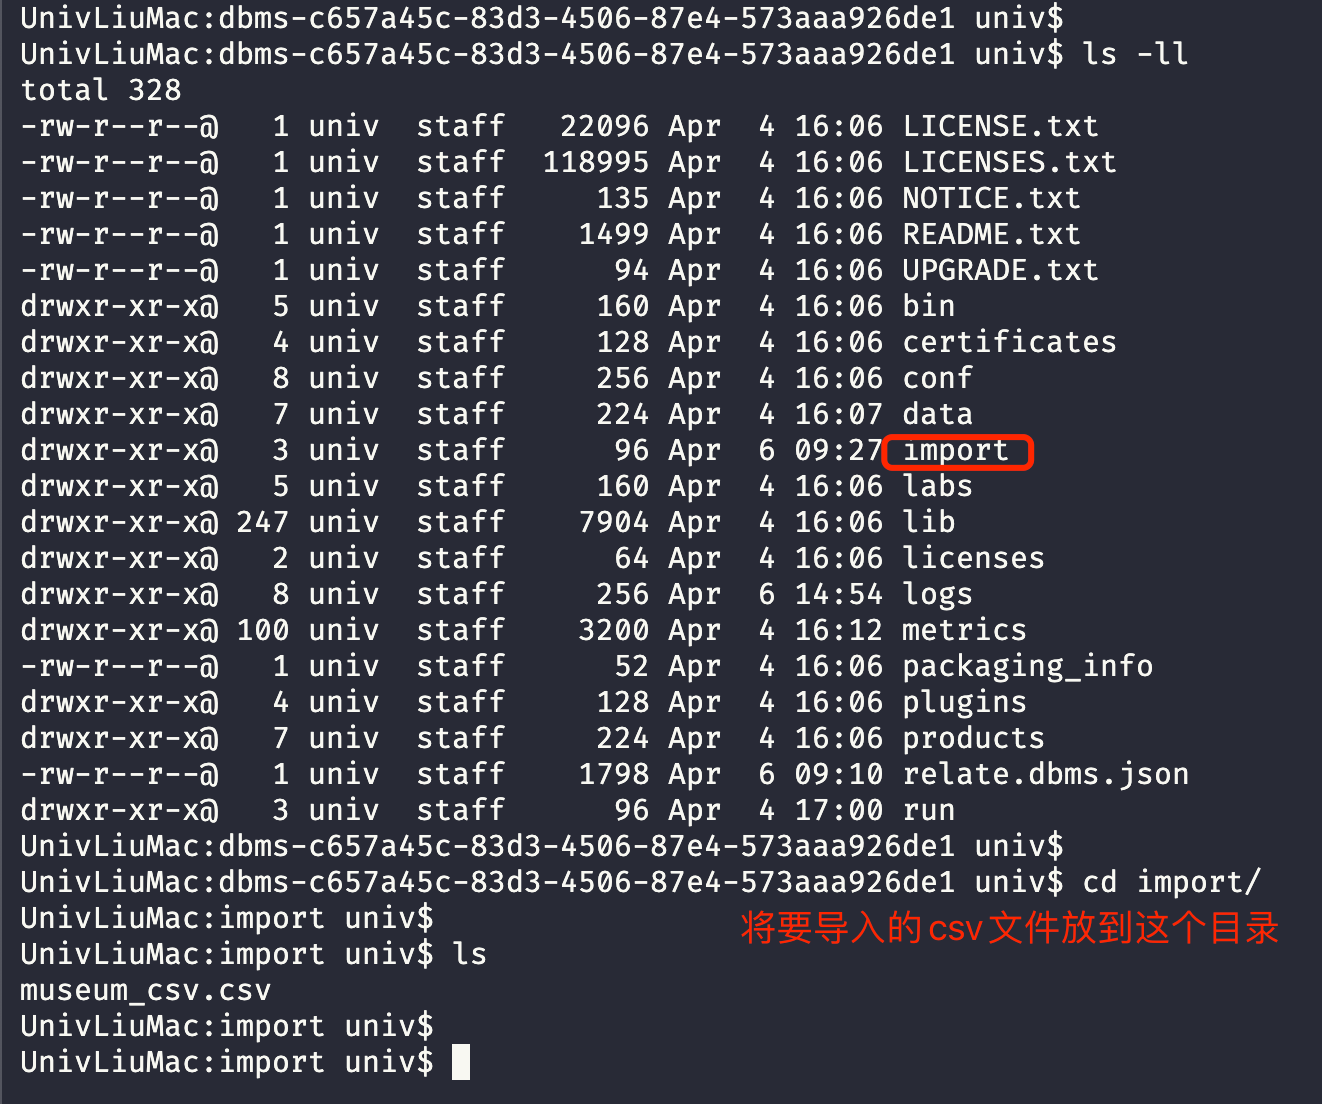 UnivLiuMac:dbms-c657a45c-83d3-4506-87e4-573aaa926de1 univ$
UnivLiuMac:dbms-c657a45c-83d3-4506-87e4-573aaa926de1 univ$ ls -ll
total 328
-rw-r--r--@   1 univ  staff   22096 Apr  4 16:06 LICENSE.txt
-rw-r--r--@   1 univ  staff  118995 Apr  4 16:06 LICENSES.txt
-rw-r--r--@   1 univ  staff     135 Apr  4 16:06 NOTICE.txt
-rw-r--r--@   1 univ  staff    1499 Apr  4 16:06 README.txt
-rw-r--r--@   1 univ  staff      94 Apr  4 16:06 UPGRADE.txt
drwxr-xr-x@   5 univ  staff     160 Apr  4 16:06 bin
drwxr-xr-x@   4 univ  staff     128 Apr  4 16:06 certificates
drwxr-xr-x@   8 univ  staff     256 Apr  4 16:06 conf
drwxr-xr-x@   7 univ  staff     224 Apr  4 16:07 data
drwxr-xr-x@   3 univ  staff      96 Apr  6 09:27 import
drwxr-xr-x@   5 univ  staff     160 Apr  4 16:06 labs
drwxr-xr-x@ 247 univ  staff    7904 Apr  4 16:06 lib
drwxr-xr-x@   2 univ  staff      64 Apr  4 16:06 licenses
drwxr-xr-x@   8 univ  staff     256 Apr  6 14:54 logs
drwxr-xr-x@ 100 univ  staff    3200 Apr  4 16:12 metrics
-rw-r--r--@   1 univ  staff      52 Apr  4 16:06 packaging_info
drwxr-xr-x@   4 univ  staff     128 Apr  4 16:06 plugins
drwxr-xr-x@   7 univ  staff     224 Apr  4 16:06 products
-rw-r--r--@   1 univ  staff    1798 Apr  6 09:10 relate.dbms.json
drwxr-xr-x@   3 univ  staff      96 Apr  4 17:00 run
UnivLiuMac:dbms-c657a45c-83d3-4506-87e4-573aaa926de1 univ$
UnivLiuMac:dbms-c657a45c-83d3-4506-87e4-573aaa926de1 univ$ cd import/
UnivLiuMac:import univ$
将要导入的csv文件放到这个目录
UnivLiuMac:import univ$ ls
museum_csv.csv
UnivLiuMac:import univ$
UnivLiuMac:import univ$